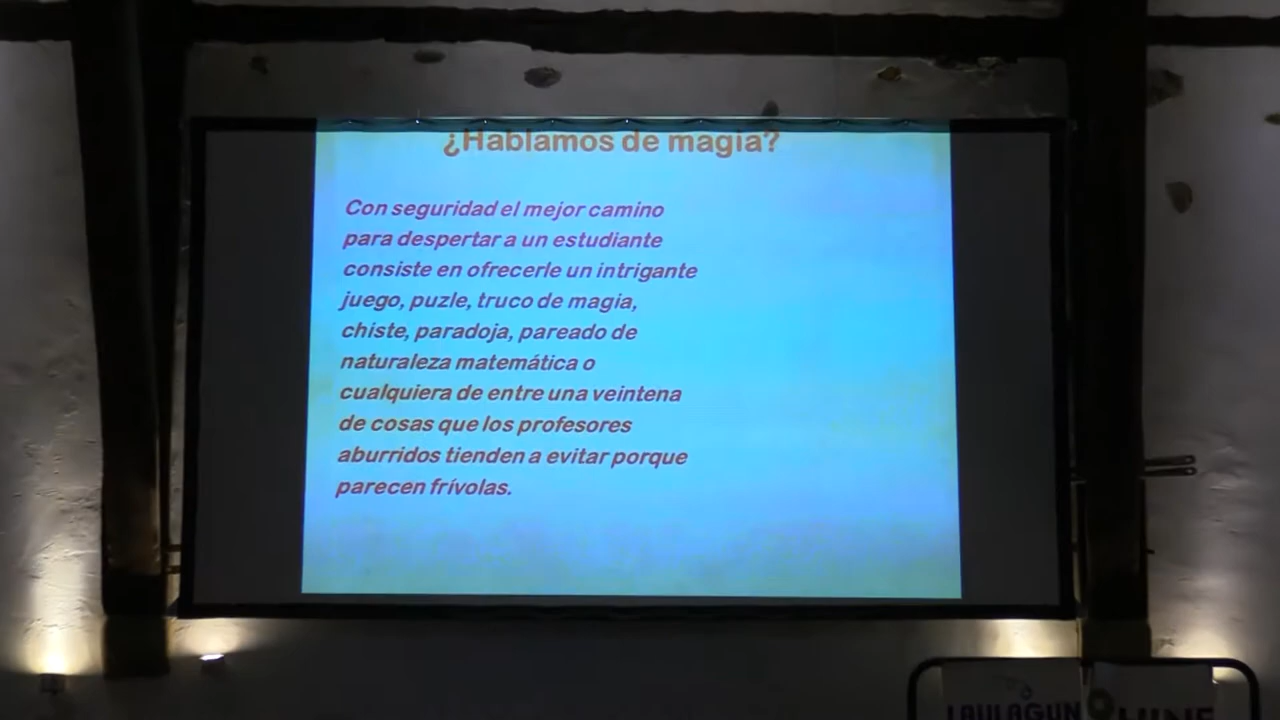 ¿Hablamos de magia?
Con seguridad el mejor camino
para despertar a un estudiante
consiste en ofrecerle un intrigante
juego, puzle, truco de magia,
chiste, paradoja, pareado de
naturaleza matemática o
cualquiera de entre una veintena
de cosas que los profesores
aburridos tienden a evitar porque
parecen frívolas.